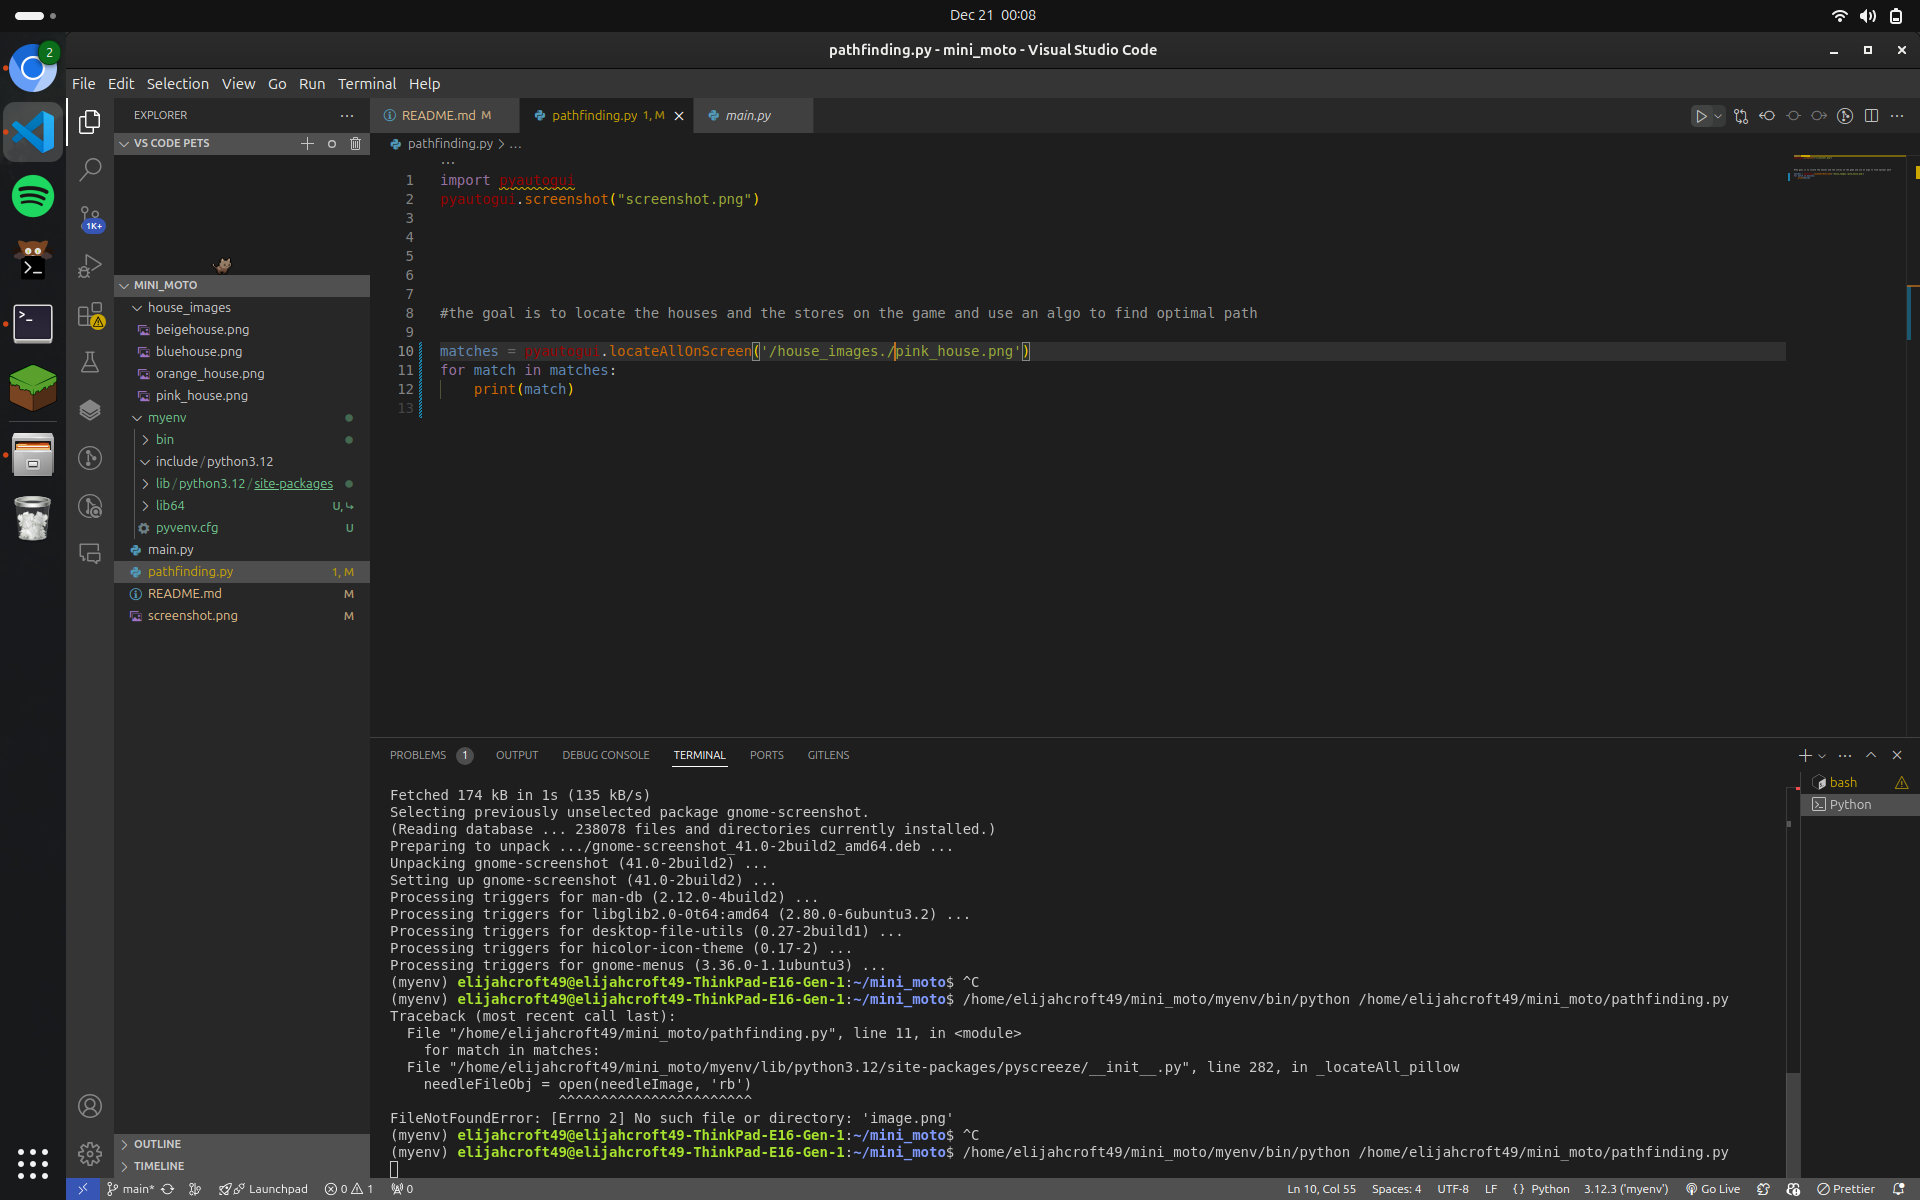 Dec 21 00:08
2
pathfinding.py - mini_moto - Visual Studio Code
File Edit Selection View Go Run Terminal Help
EXPLORER
README.md M
pathfinding.py 1, M
main.py
VS CODE PETS
pathfinding.py > ...
...
1 import pyautogui
2 pyautogui.screenshot("screenshot.png")
3
4
5
6
7
8 #the goal is to locate the houses and the stores on the game and use an algo to find optimal path
9
10 matches = pyautogui.locateAllOnScreen('/house_images./pink_house.png')
11 for match in matches:
12 print(match)
13
1K+
MINI_MOTO
house_images
beigehouse.png
bluehouse.png
orange_house.png
pink_house.png
myenv
bin
include / python3.12
lib / python3.12 / site-packages
lib64 U,
pyvenv.cfg U
main.py
pathfinding.py 1, M
README.md M
screenshot.png M
OUTLINE
TIMELINE
PROBLEMS 1 OUTPUT DEBUG CONSOLE TERMINAL PORTS GITLENS
bash
Python
Fetched 174 kB in 1s (135 kB/s)
Selecting previously unselected package gnome-screenshot.
(Reading database ... 238078 files and directories currently installed.)
Preparing to unpack .../gnome-screenshot_41.0-2build2_amd64.deb ...
Unpacking gnome-screenshot (41.0-2build2) ...
Setting up gnome-screenshot (41.0-2build2) ...
Processing triggers for man-db (2.12.0-4build2) ...
Processing triggers for libglib2.0-0t64:amd64 (2.80.0-6ubuntu3.2) ...
Processing triggers for desktop-file-utils (0.27-2build1) ...
Processing triggers for hicolor-icon-theme (0.17-2) ...
Processing triggers for gnome-menus (3.36.0-1.1ubuntu3) ...
(myenv) elijahcroft49@elijahcroft49-ThinkPad-E16-Gen-1:~/mini_moto$ ^C
(myenv) elijahcroft49@elijahcroft49-ThinkPad-E16-Gen-1:~/mini_moto$ /home/elijahcroft49/mini_moto/myenv/bin/python /home/elijahcroft49/mini_moto/pathfinding.py
Traceback (most recent call last):
File "/home/elijahcroft49/mini_moto/pathfinding.py", line 11, in <module>
for match in matches:
File "/home/elijahcroft49/mini_moto/myenv/lib/python3.12/site-packages/pyscreeze/__init__.py", line 282, in _locateAll_pillow
needleFileObj = open(needleImage, 'rb')
^^^^^^^^^^^^^^^^^^^^^^^
FileNotFoundError: [Errno 2] No such file or directory: 'image.png'
(myenv) elijahcroft49@elijahcroft49-ThinkPad-E16-Gen-1:~/mini_moto$ ^C
(myenv) elijahcroft49@elijahcroft49-ThinkPad-E16-Gen-1:~/mini_moto$ /home/elijahcroft49/mini_moto/myenv/bin/python /home/elijahcroft49/mini_moto/pathfinding.py
main* Launchpad 0 1 0 Ln 10, Col 55 Spaces: 4 UTF-8 LF { } Python 3.12.3 ('myenv') Go Live Prettier